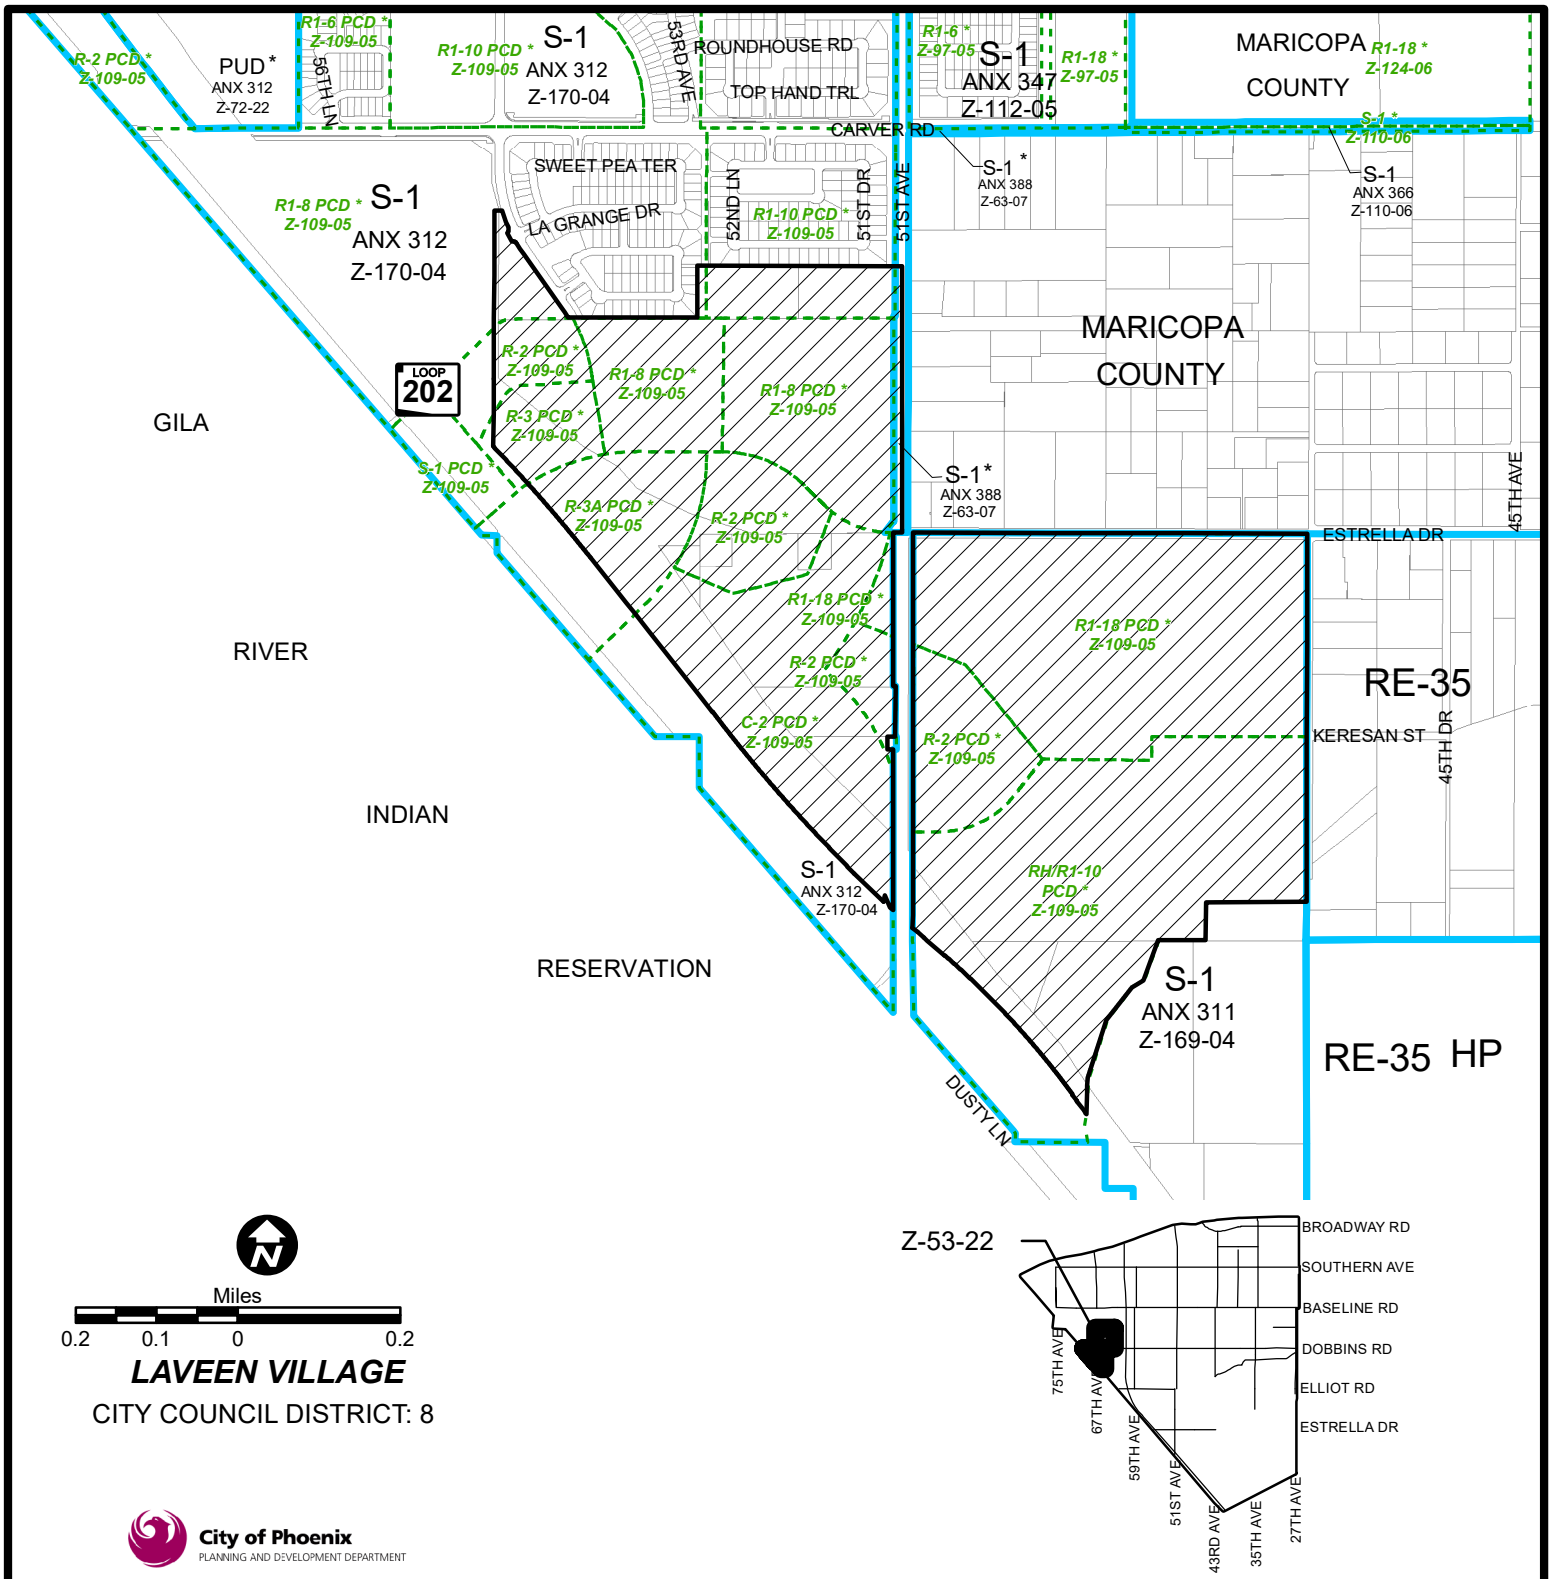 R-2 PCD *
Z-109-05
PUD *
ANX 312
Z-72-22
R1-6 PCD *
Z-109-05
56TH LN
R1-10 PCD *
Z-109-05
S-1
ANX 312
Z-170-04
53RD AVE
ROUNDHOUSE RD
TOP HAND TRL
R1-6 *
Z-97-05
S-1
ANX 347
Z-112-05
R1-18 *
Z-97-05
MARICOPA
COUNTY
R1-18 *
Z-124-06
S-1 *
Z-110-06
CARVER RD
S-1 *
ANX 388
Z-63-07
S-1
ANX 366
Z-110-06
SWEET PEA TER
LA GRANGE DR
52ND LN
R1-10 PCD *
Z-109-05
51ST DR
51ST AVE
R1-8 PCD *
Z-109-05
S-1
ANX 312
Z-170-04
MARICOPA
COUNTY
LOOP
202
R-2 PCD *
Z-109-05
R1-8 PCD *
Z-109-05
R1-8 PCD *
Z-109-05
R-3 PCD *
Z-109-05
S-1 PCD *
Z-109-05
R-3A PCD *
Z-109-05
R-2 PCD *
Z-109-05
S-1 *
ANX 388
Z-63-07
45TH AVE
ESTRELLA DR
GILA
RIVER
INDIAN
RESERVATION
R1-18 PCD *
Z-109-05
R-2 PCD *
Z-109-05
C-2 PCD *
Z-109-05
R1-18 PCD *
Z-109-05
R-2 PCD *
Z-109-05
RE-35
KERESAN ST
45TH DR
RH/R1-10
PCD *
Z-109-05
S-1
ANX 312
Z-170-04
S-1
ANX 311
Z-169-04
RE-35 HP
DUSTY LN
N
Miles
0.2 0.1 0 0.2
LAVEEN VILLAGE
CITY COUNCIL DISTRICT: 8
City of Phoenix
PLANNING AND DEVELOPMENT DEPARTMENT
Z-53-22
BROADWAY RD
SOUTHERN AVE
BASELINE RD
DOBBINS RD
ELLIOT RD
ESTRELLA DR
75TH AVE
67TH AVE
59TH AVE
51ST AVE
43RD AVE
35TH AVE
27TH AVE